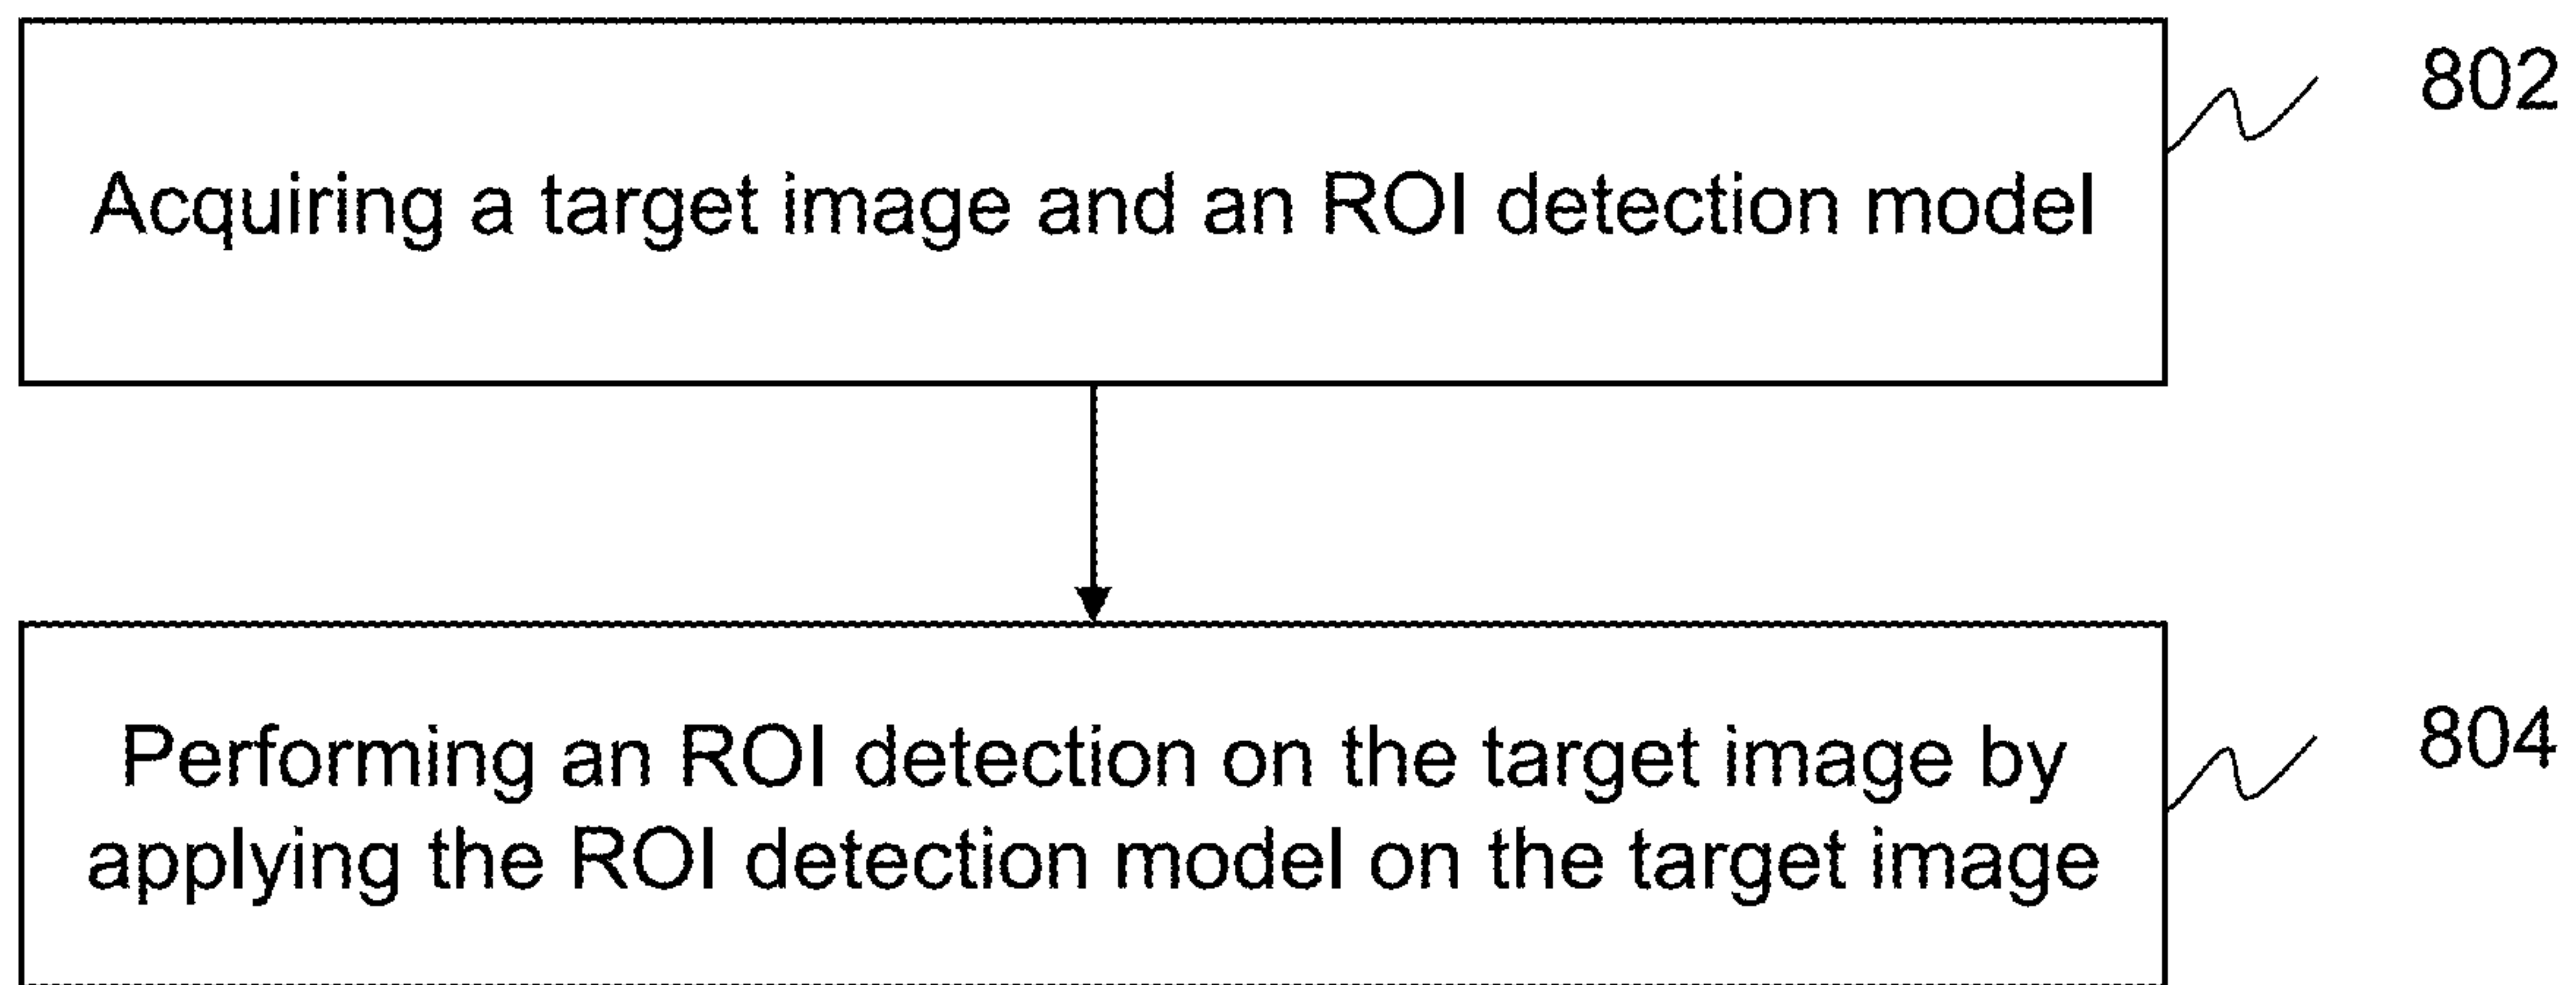 802
Acquiring a target image and an ROI detection model
804
Performing an ROI detection on the target image by
applying the ROI detection model on the target image